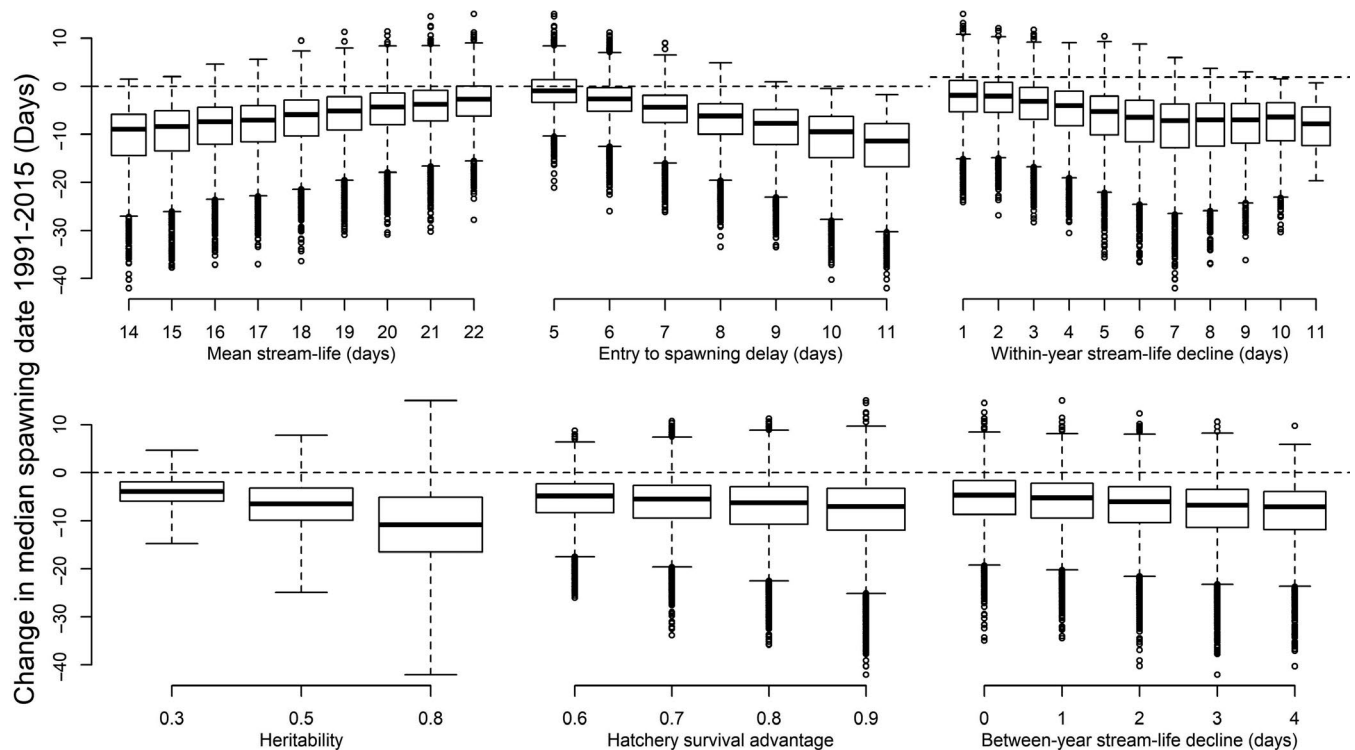 Change in median spawning date 1991-2015 (Days)
10
0
-10
-20
-30
-40
14 15 16 17 18 19 20 21 22
Mean stream-life (days)
5 6 7 8 9 10 11
Entry to spawning delay (days)
1 2 3 4 5 6 7 8 9 10 11
Within-year stream-life decline (days)
10
0
-10
-20
-30
-40
0.3 0.5 0.8
Heritability
0.6 0.7 0.8 0.9
Hatchery survival advantage
0 1 2 3 4
Between-year stream-life decline (days)